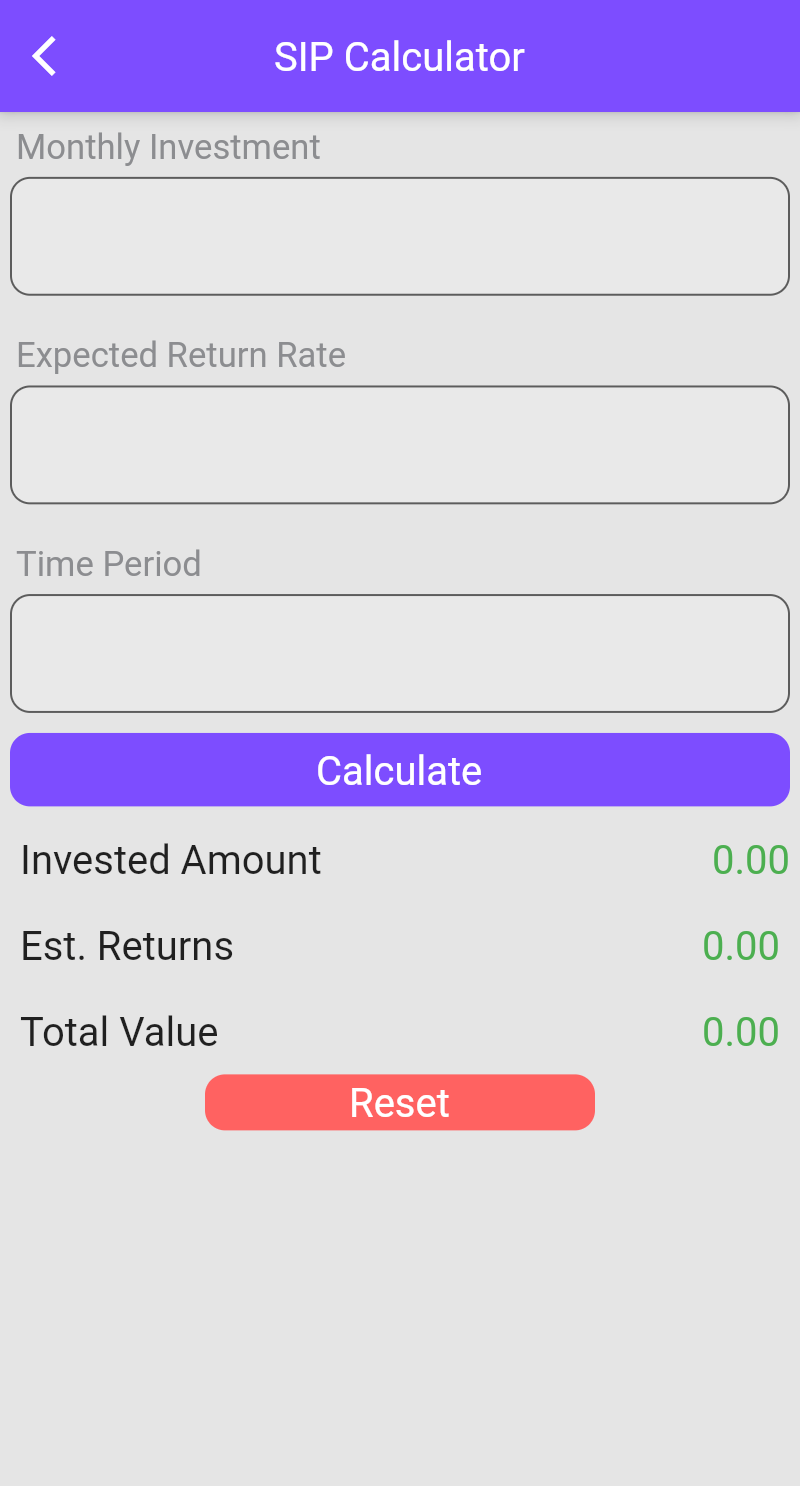 SIP Calculator
Monthly Investment
Expected Return Rate
Time Period
Calculate
Invested Amount 0.00
Est. Returns 0.00
Total Value 0.00
Reset